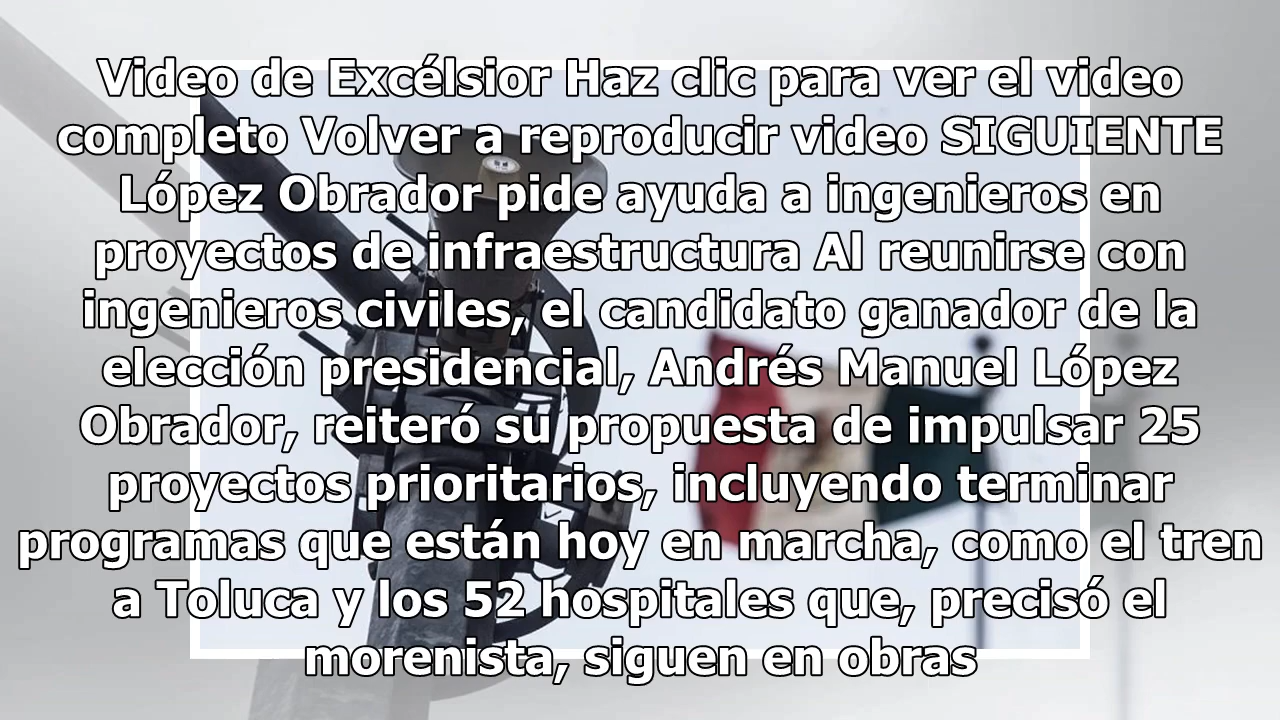 Video de Excélsior Haz clic para ver el video
completo Volver a reproducir video SIGUIENTE
López Obrador pide ayuda a ingenieros en
proyectos de infraestructura Al reunirse con
ingenieros civiles, el candidato ganador de la
elección presidencial, Andrés Manuel López
Obrador, reiteró su propuesta de impulsar 25
proyectos prioritarios, incluyendo terminar
programas que están hoy en marcha, como el tren
a Toluca y los 52 hospitales que, precisó el
morenista, siguen en obras